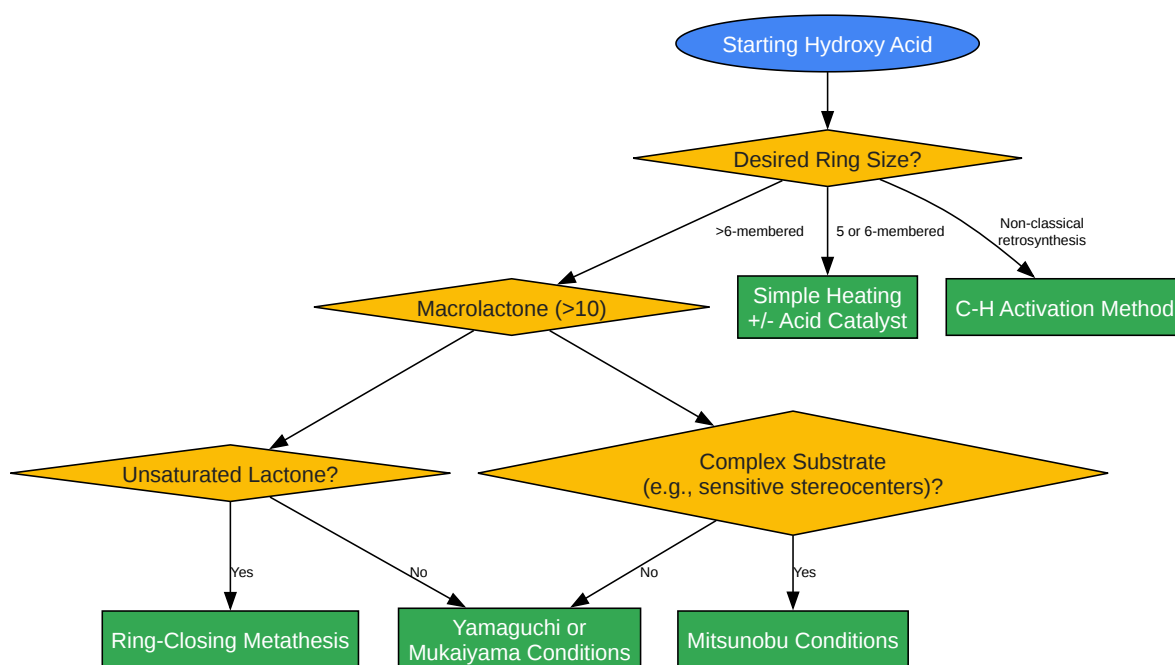 Starting Hydroxy Acid
Desired Ring Size?
>6-membered
5 or 6-membered
Non-classical
retrosynthesis
Simple Heating
+/- Acid Catalyst
C-H Activation Method
Macrolactone (>10)
Unsaturated Lactone?
Complex Substrate
(e.g., sensitive stereocenters)?
Yes
No
No
Yes
Ring-Closing Metathesis
Yamaguchi or
Mukaiyama Conditions
Mitsunobu Conditions